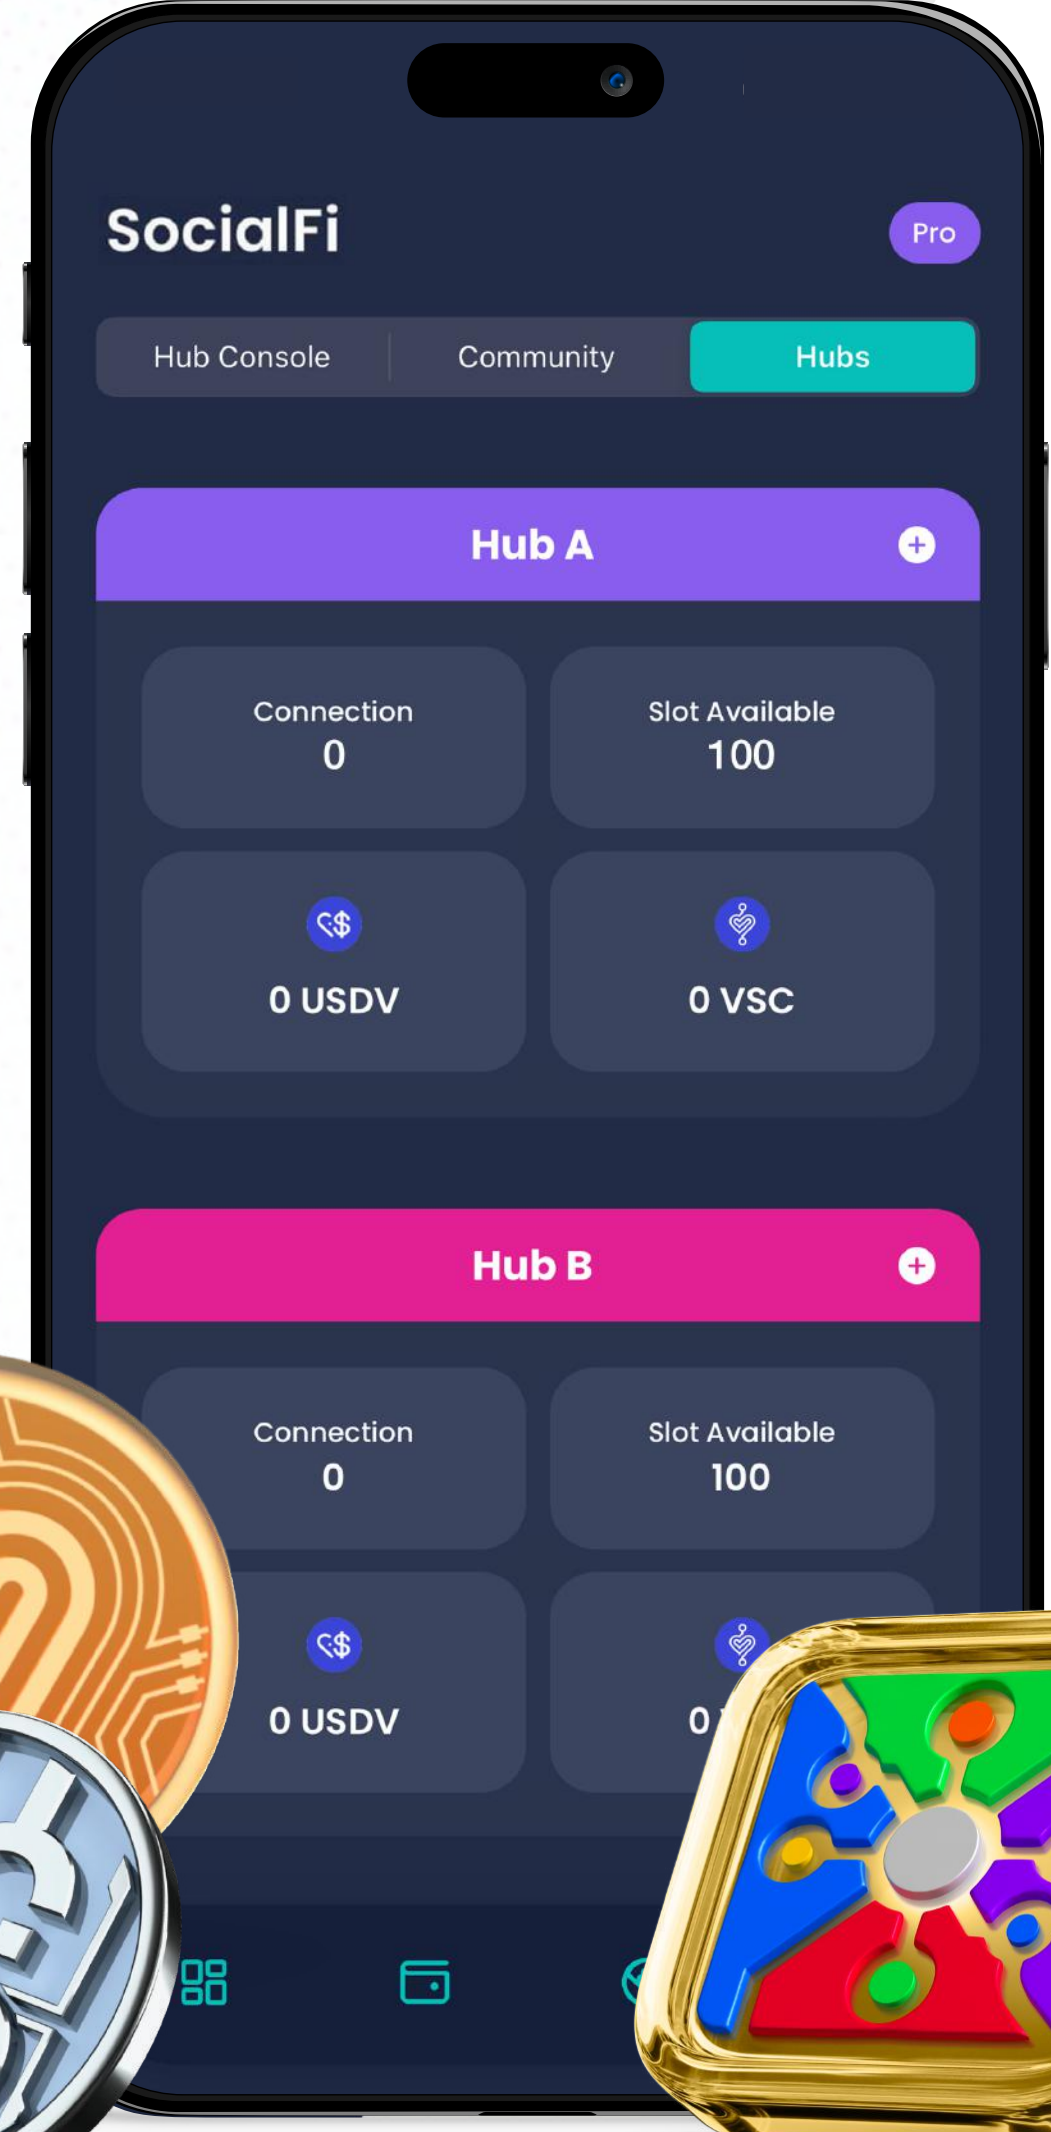 SocialFi
Pro
Hub Console
Community
Hubs
Hub A
Connection
0
Slot Available
100
0 USDV
0 VSC
Hub B
Connection
0
Slot Available
100
0 USDV
0